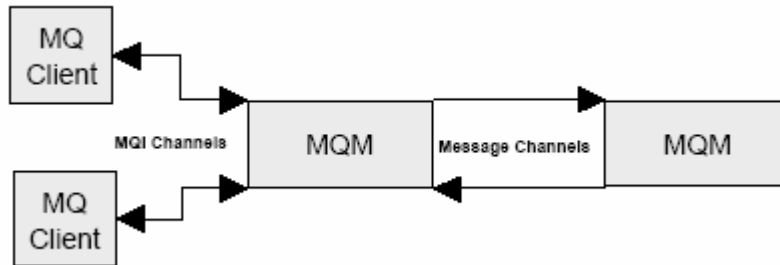 MQ
Client
MQI Channels
MQM
Message Channels
MQM
MQ
Client